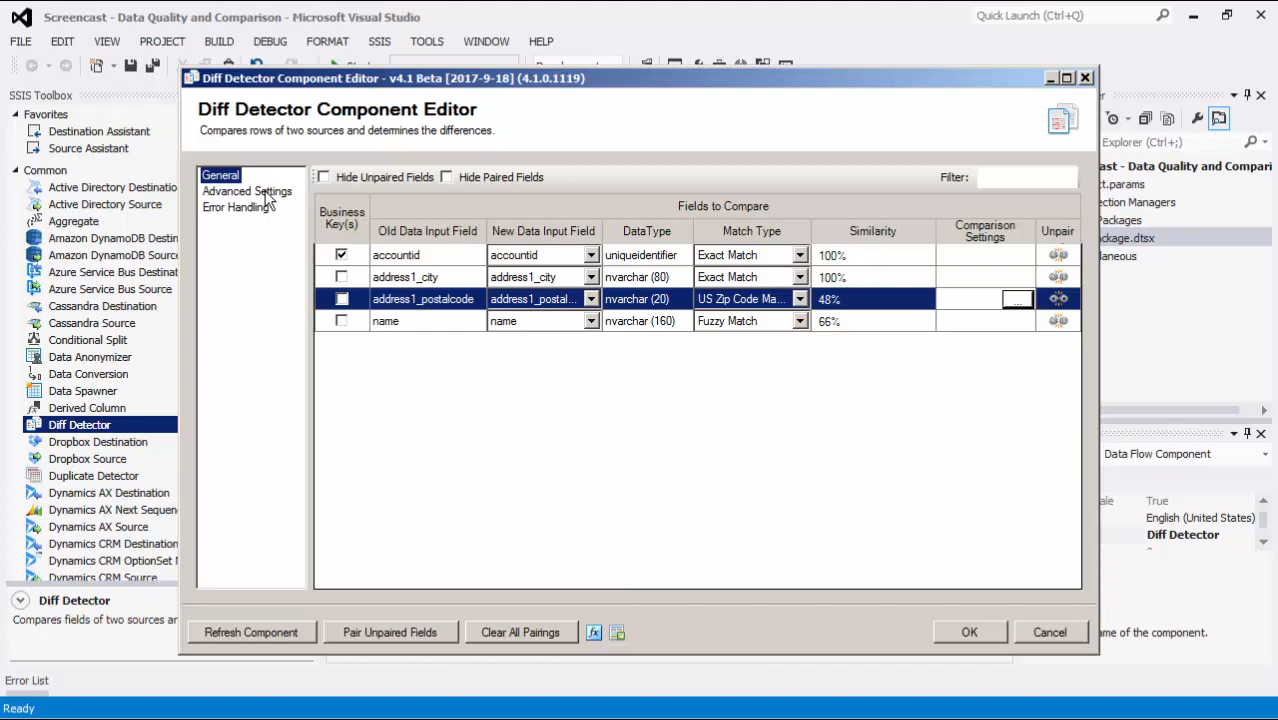 Screencast - Data Quality and Comparison - Microsoft Visual Studio
Quick Launch (Ctrl+Q)
FILE EDIT VIEW PROJECT BUILD DEBUG FORMAT SSIS TOOLS WINDOW HELP
Diff Detector Component Editor - v4.1 Beta [2017-9-18] (4.1.0.1119)
Diff Detector Component Editor
Compares rows of two sources and determines the differences.
SSIS Toolbox
Favorites
Destination Assistant
Source Assistant
Common
Active Directory Destinatio
Active Directory Source
Aggregate
Amazon DynamoDB Destin
Amazon DynamoDB Source
Azure Service Bus Destinat
Azure Service Bus Source
Cassandra Destination
Cassandra Source
Conditional Split
Data Anonymizer
Data Conversion
Data Spawner
Derived Column
Diff Detector
Dropbox Destination
Dropbox Source
Duplicate Detector
Dynamics AX Destination
Dynamics AX Next Sequen
Dynamics AX Source
Dynamics CRM Destination
Dynamics CRM OptionSet M
Dynamics CRM Source
Diff Detector
Compares fields of two sources ar
General
Advanced Settings
Error Handling
Hide Unpaired Fields Hide Paired Fields Filter:
Business Key(s) Fields to Compare
Old Data Input Field New Data Input Field DataType Match Type Similarity Comparison Settings Unpair
accountid accountid uniqueidentifier Exact Match 100%
address1_city address1_city nvarchar (80) Exact Match 100%
address1_postalcode address1_postal... nvarchar (20) US Zip Code Ma... 48% ...
name name nvarchar (160) Fuzzy Match 66%
Refresh Component Pair Unpaired Fields Clear All Pairings fx OK Cancel
er
Explorer (Ctrl+;)
t - Data Quality and Compari
ct.params
nection Managers
Packages
ackage.dtsx
laneous
Data Flow Component
ale True
English (United States)
Diff Detector
ame of the component.
Error List
Ready